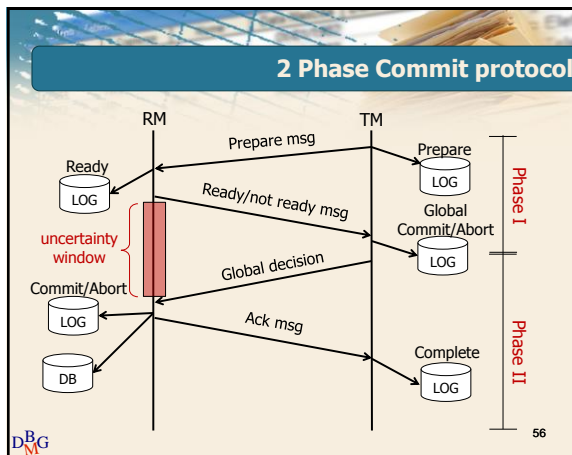 2 Phase Commit protocol
RM
TM
Prepare msg
Ready
LOG
Prepare
LOG
Phase I
Ready/not ready msg
Global
Commit/Abort
LOG
uncertainty
window
Global decision
Commit/Abort
LOG
Ack msg
DB
Complete
LOG
Phase II
DBMG
56